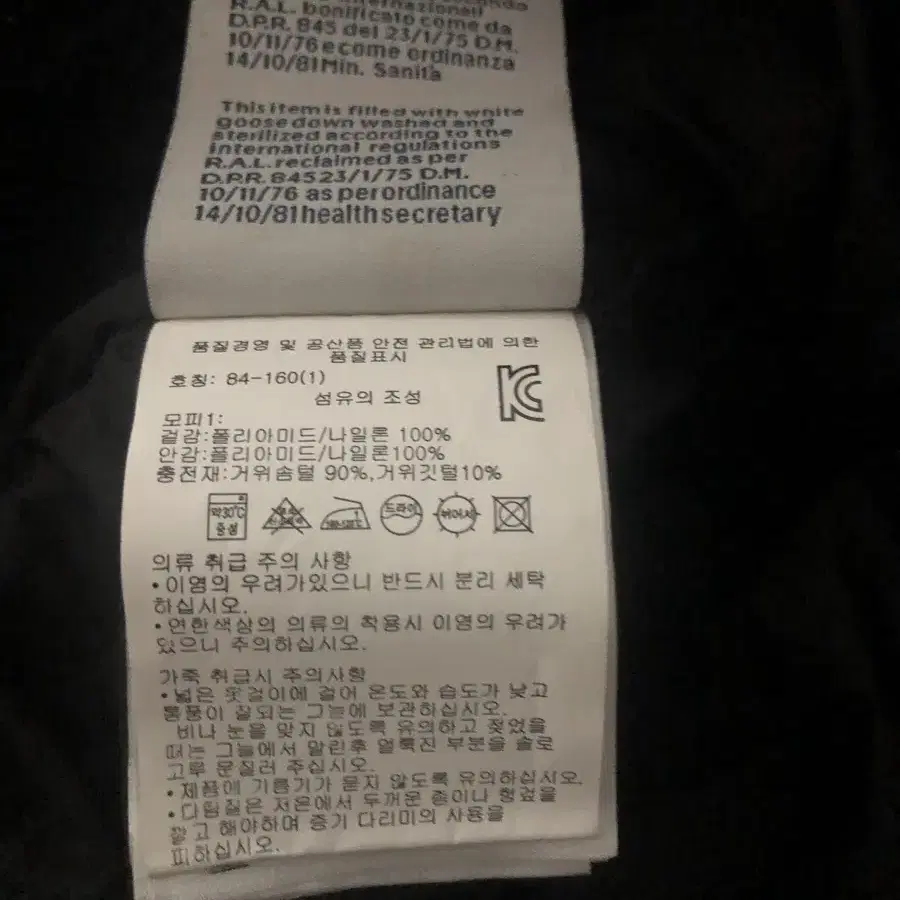 R.A.L. bonificato come da
D.P.R. 845 del 23/1/75 D.M.
10/11/76 e come ordinanza
14/10/81 Min. Sanità
This item is filled with white
goose down washed and
sterilized according to the
international regulations
R.A.L. reclaimed as per
D.P.R. 84523/1/75 D.M.
10/11/76 as per ordinance
14/10/81 health secretary
품질경영 및 공산품 안전 관리법에 의한
품질표시
호칭: 84-160(1)
섬유의 조성
모피1:
겉감:폴리아미드/나일론 100%
안감:폴리아미드/나일론100%
충전재:거위솜털 90%,거위깃털10%
약30℃
중성
드라이
의류 취급 주의 사항
•이염의 우려가있으니 반드시 분리 세탁
하십시오.
•연한색상의 의류의 착용시 이염의 우려가
있으니 주의하십시오.
가죽 취급시 주의사항
•넓은 옷걸이에 걸어 온도와 습도가 낮고
통풍이 잘되는 그늘에 보관하십시오.
비나 눈을 맞지 않도록 유의하고 젖었을
때는 그늘에서 말린후 얼룩진 부분을 솔로
고루 문질러 주십시오.
•제품에 기름기가 묻지 않도록 유의하십시오.
•다림질은 저온에서 두꺼운 종이나 헝겊을
깔고 해야하며 증기 다리미의 사용을
피하십시오.